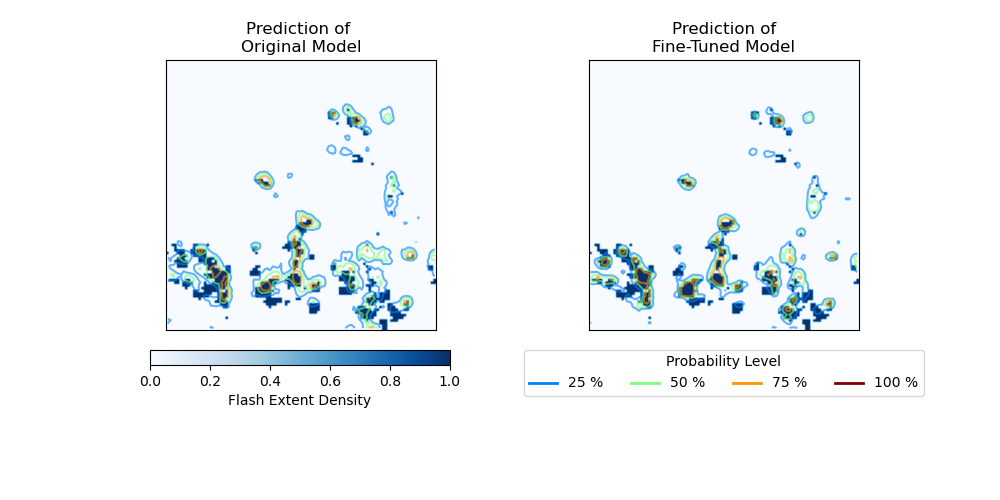 Prediction of
Original Model
Prediction of
Fine-Tuned Model
0.0 0.2 0.4 0.6 0.8 1.0
Flash Extent Density
Probability Level
25 % 50 % 75 % 100 %